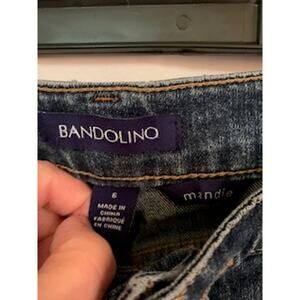 BANDOLINO
6
MADE IN
CHINA
FABRIQUÉ
EN CHINE
mandie